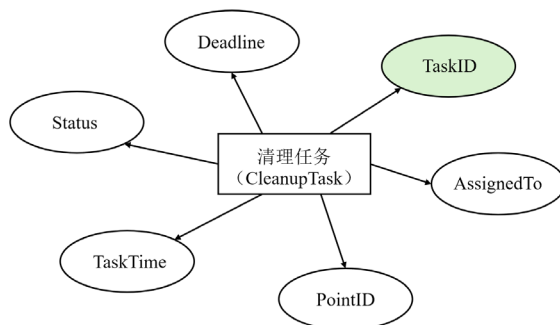 Deadline
TaskID
Status
清理任务
（CleanupTask）
AssignedTo
TaskTime
PointID